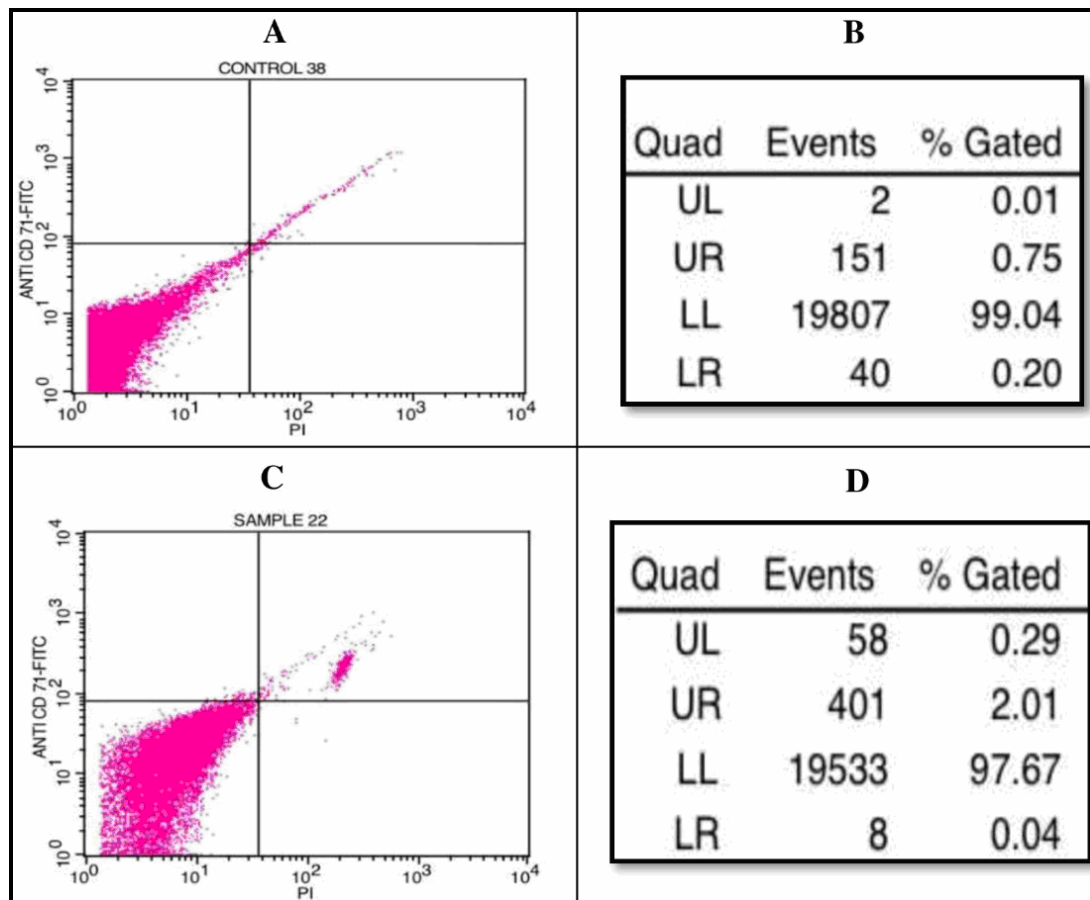 A
CONTROL 38
10^4
10^3
10^2
10^1
10^0
ANTI CD 71-FITC
10^0 10^1 10^2 10^3 10^4
PI
B
Quad Events % Gated
UL 2 0.01
UR 151 0.75
LL 19807 99.04
LR 40 0.20
C
SAMPLE 22
10^4
10^3
10^2
10^1
10^0
ANTI CD 71-FITC
10^0 10^1 10^2 10^3 10^4
PI
D
Quad Events % Gated
UL 58 0.29
UR 401 2.01
LL 19533 97.67
LR 8 0.04